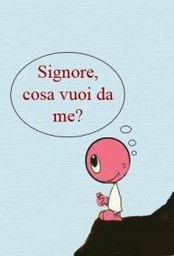 Signore,
cosa vuoi da
me?